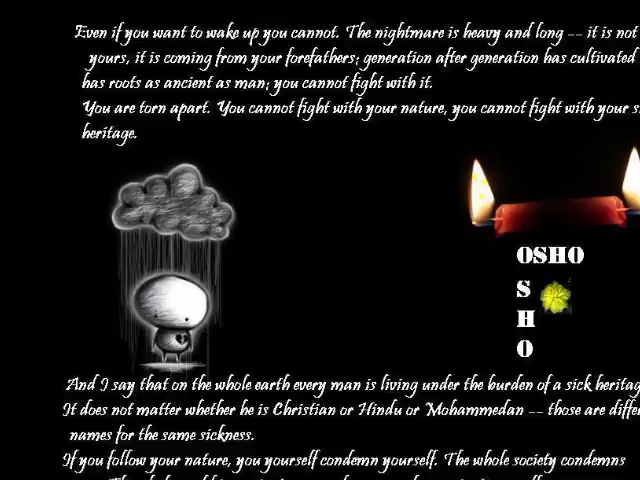 Even if you want to wake up you cannot. The nightmare is heavy and long -- it is not
yours, it is coming from your forefathers; generation after generation has cultivated
has roots as ancient as man; you cannot fight with it.
You are torn apart. You cannot fight with your nature, you cannot fight with your
heritage.
OSHO
S
H
O
And I say that on the whole earth every man is living under the burden of a sick
It does not matter whether he is Christian or Hindu or Mohammedan -- those are
names for the same sickness.
If you follow your nature, you yourself condemn yourself. The whole society condemns